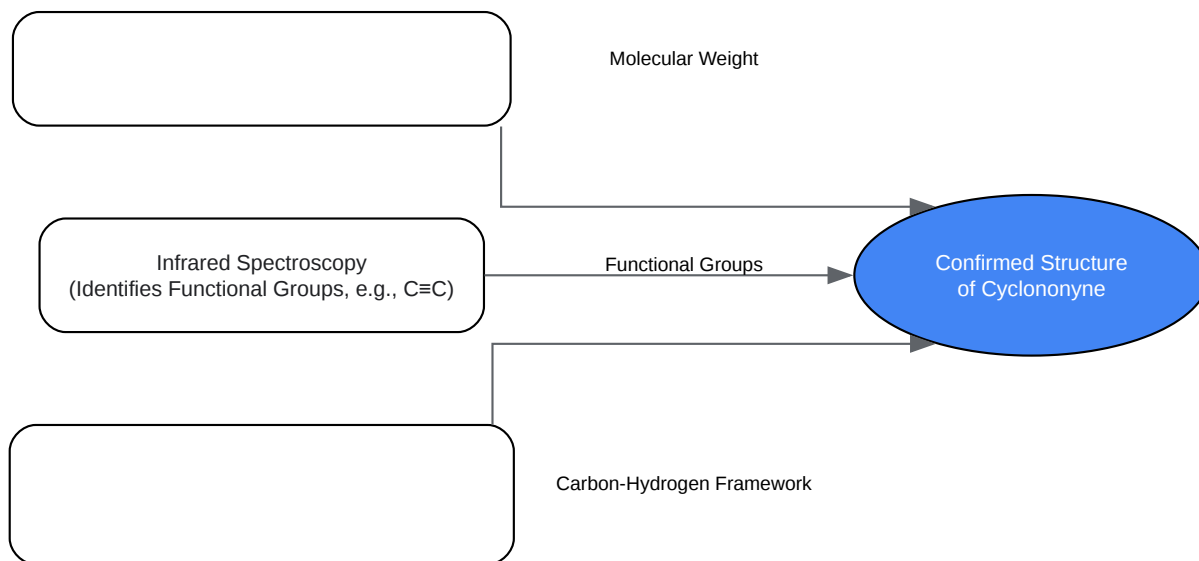 Molecular Weight
Infrared Spectroscopy
(Identifies Functional Groups, e.g., C≡C)
Functional Groups
Confirmed Structure
of Cyclononyne
Carbon-Hydrogen Framework